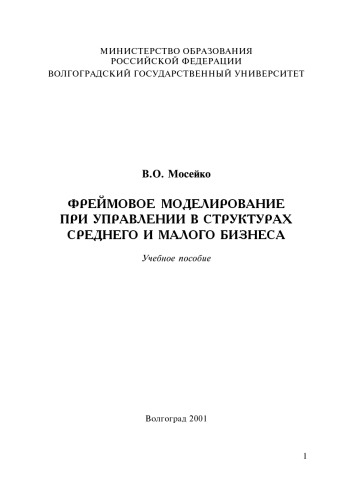 МИНИСТЕРСТВО ОБРАЗОВАНИЯ
РОССИЙСКОЙ ФЕДЕРАЦИИ
ВОЛГОГРАДСКИЙ ГОСУДАРСТВЕННЫЙ УНИВЕРСИТЕТ
В.О. Мосейко
ФРЕЙМОВОЕ МОДЕЛИРОВАНИЕ
ПРИ УПРАВЛЕНИИ В СТРУКТУРАХ
СРЕДНЕГО И МАЛОГО БИЗНЕСА
Учебное пособие
Волгоград 2001
1